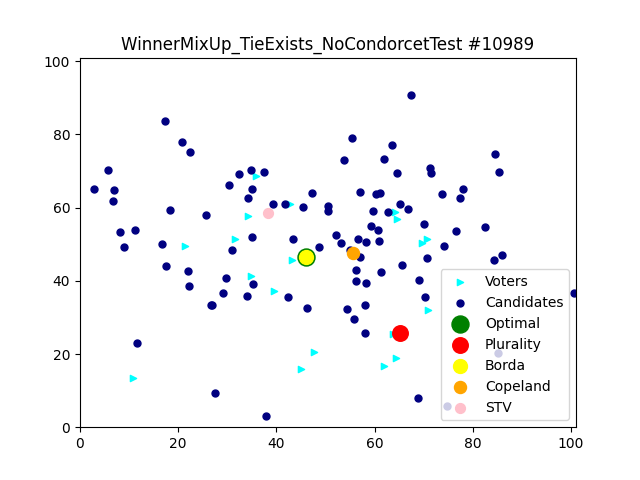 WinnerMixUp_TieExists_NoCondorcetTest #10989
100
80
60
40
20
0
0 20 40 60 80 100
Voters
Candidates
Optimal
Plurality
Borda
Copeland
STV